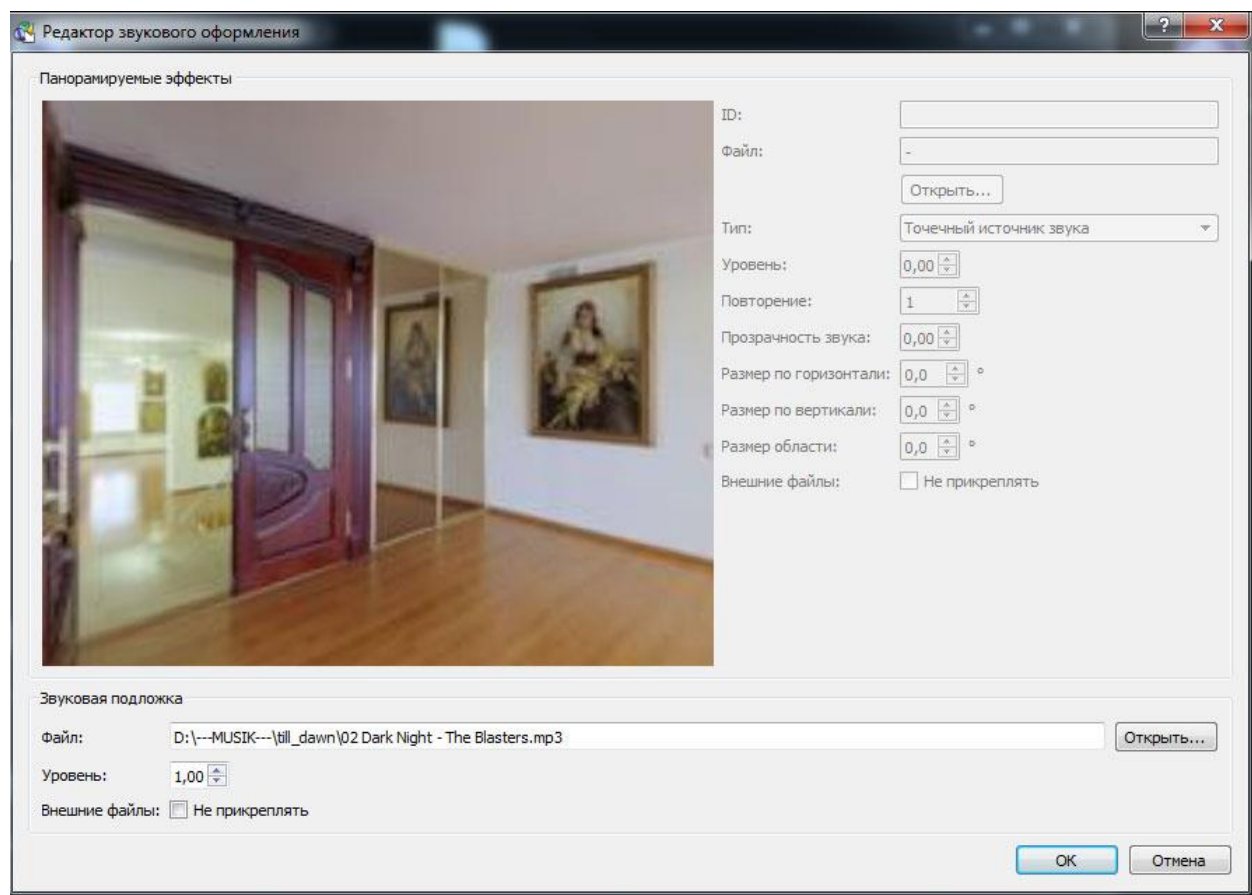 Редактор звукового оформления
?
X
Панорамируемые эффекты
ID:
Файл: -
Открыть...
Тип: Точечный источник звука
Уровень: 0,00
Повторение: 1
Прозрачность звука: 0,00
Размер по горизонтали: 0,0 °
Размер по вертикали: 0,0 °
Размер области: 0,0 °
Внешние файлы: Не прикреплять
Звуковая подложка
Файл: D:\---MUSIK---\till_dawn\02 Dark Night - The Blasters.mp3 Открыть...
Уровень: 1,00
Внешние файлы: Не прикреплять
OK Отмена